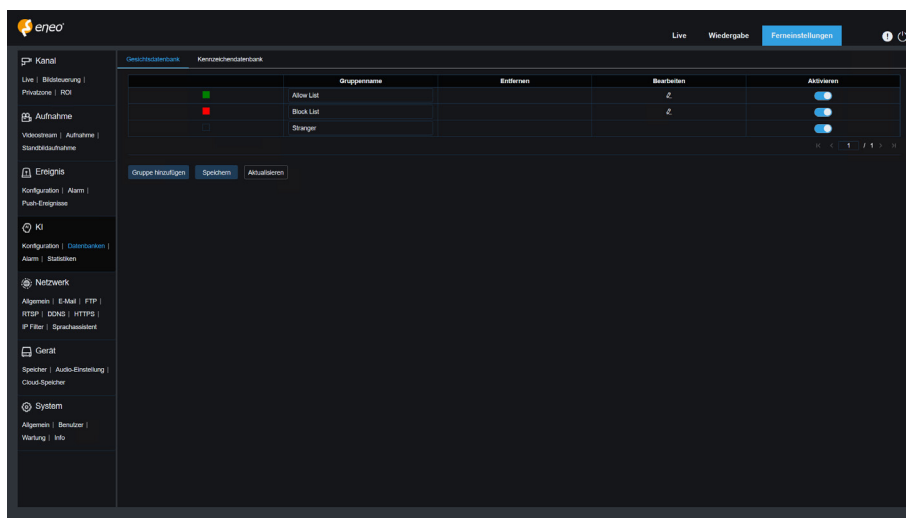 eneo
Live Wiedergabe Ferneinstellungen
Kanal
Live | Bildsteuerung |
Privatzone | ROI
Aufnahme
Videostream | Aufnahme |
Standbildaufnahme
Ereignis
Konfiguration | Alarm |
Push-Ereignisse
KI
Konfiguration | Datenbanken |
Alarm | Statistiken
Netzwerk
Allgemein | E-Mail | FTP |
RTSP | DDNS | HTTPS |
IP Filter | Sprachassistent
Gerät
Speicher | Audio-Einstellung |
Cloud-Speicher
System
Allgemein | Benutzer |
Wartung | Info
Gesichtsdatenbank Kennzeichendatenbank
Gruppenname Entfernen Bearbeiten Aktivieren
Allow List
Block List
Stranger
1 / 1
Gruppe hinzufügen Speichern Aktualisieren